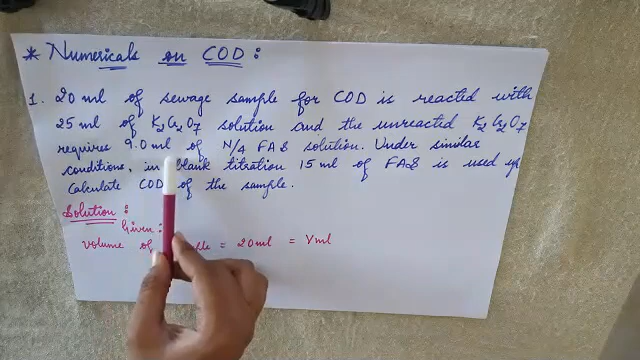 * Numericals on COD :
1. 20 ml of sewage sample for COD is reacted with
25 ml of K2Cr2O7 solution and the unreacted K2Cr2O7
requires 9.0 ml of N/4 FAS solution. Under similar
conditions, in blank titration 15 ml of FAS is used up
Calculate COD of the sample.
Solution :
Given :
Volume of = 20 ml = V ml